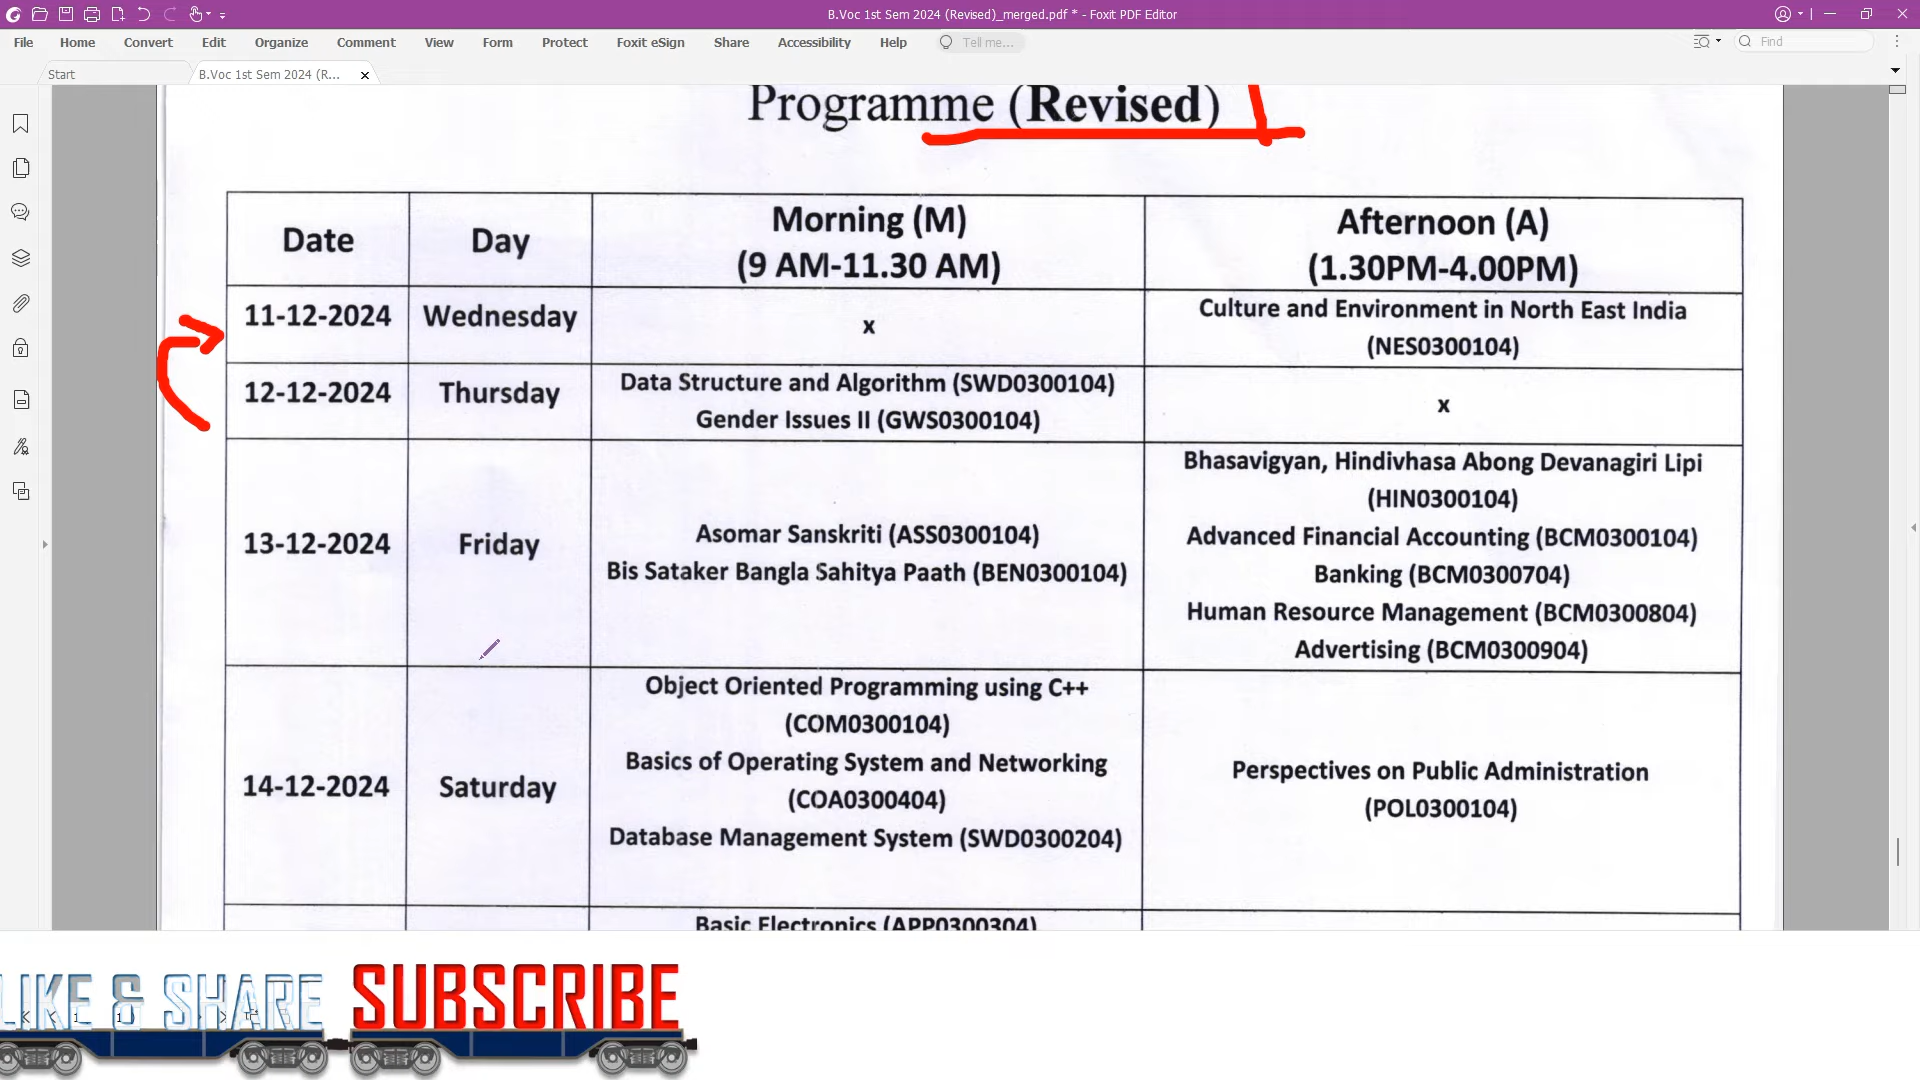 B.Voc 1st Sem 2024 (Revised)_merged.pdf * - Foxit PDF Editor
File Home Convert Edit Organize Comment View Form Protect Foxit eSign Share Accessibility Help Tell me... Find
Start B.Voc 1st Sem 2024 (R...
Programme (Revised)
Date Day Morning (M) Afternoon (A)
(9 AM-11.30 AM) (1.30PM-4.00PM)
11-12-2024 Wednesday x Culture and Environment in North East India
(NES0300104)
12-12-2024 Thursday Data Structure and Algorithm (SWD0300104) x
Gender Issues II (GWS0300104)
13-12-2024 Friday Asomar Sanskriti (ASS0300104)
Bis Sataker Bangla Sahitya Paath (BEN0300104)
Bhasavigyan, Hindivhasa Abong Devanagiri Lipi
(HIN0300104)
Advanced Financial Accounting (BCM0300104)
Banking (BCM0300704)
Human Resource Management (BCM0300804)
Advertising (BCM0300904)
14-12-2024 Saturday Object Oriented Programming using C++
(COM0300104)
Basics of Operating System and Networking
(COA0300404)
Database Management System (SWD0300204)
Perspectives on Public Administration
(POL0300104)
Basic Electronics (APP0300304)
LIKE & SHARE SUBSCRIBE